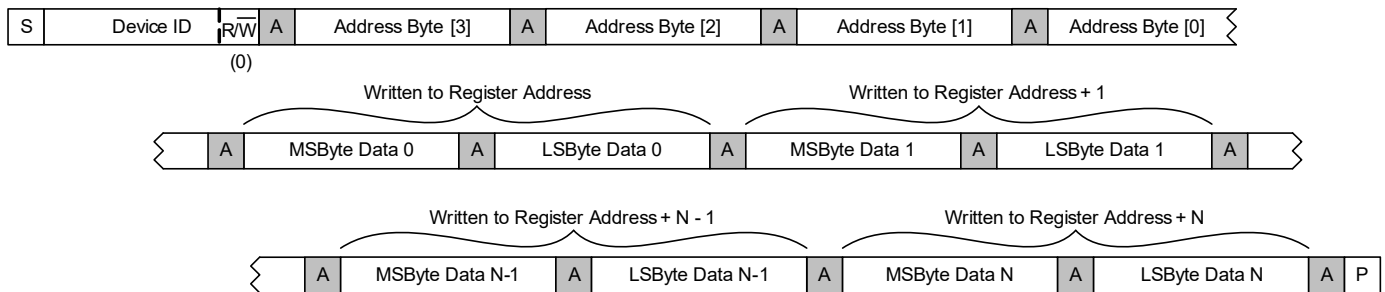 S Device ID R/W̅ A Address Byte [3] A Address Byte [2] A Address Byte [1] A Address Byte [0]
(0)
Written to Register Address Written to Register Address + 1
A MSByte Data 0 A LSByte Data 0 A MSByte Data 1 A LSByte Data 1 A
Written to Register Address + N - 1 Written to Register Address + N
A MSByte Data N-1 A LSByte Data N-1 A MSByte Data N A LSByte Data N A P